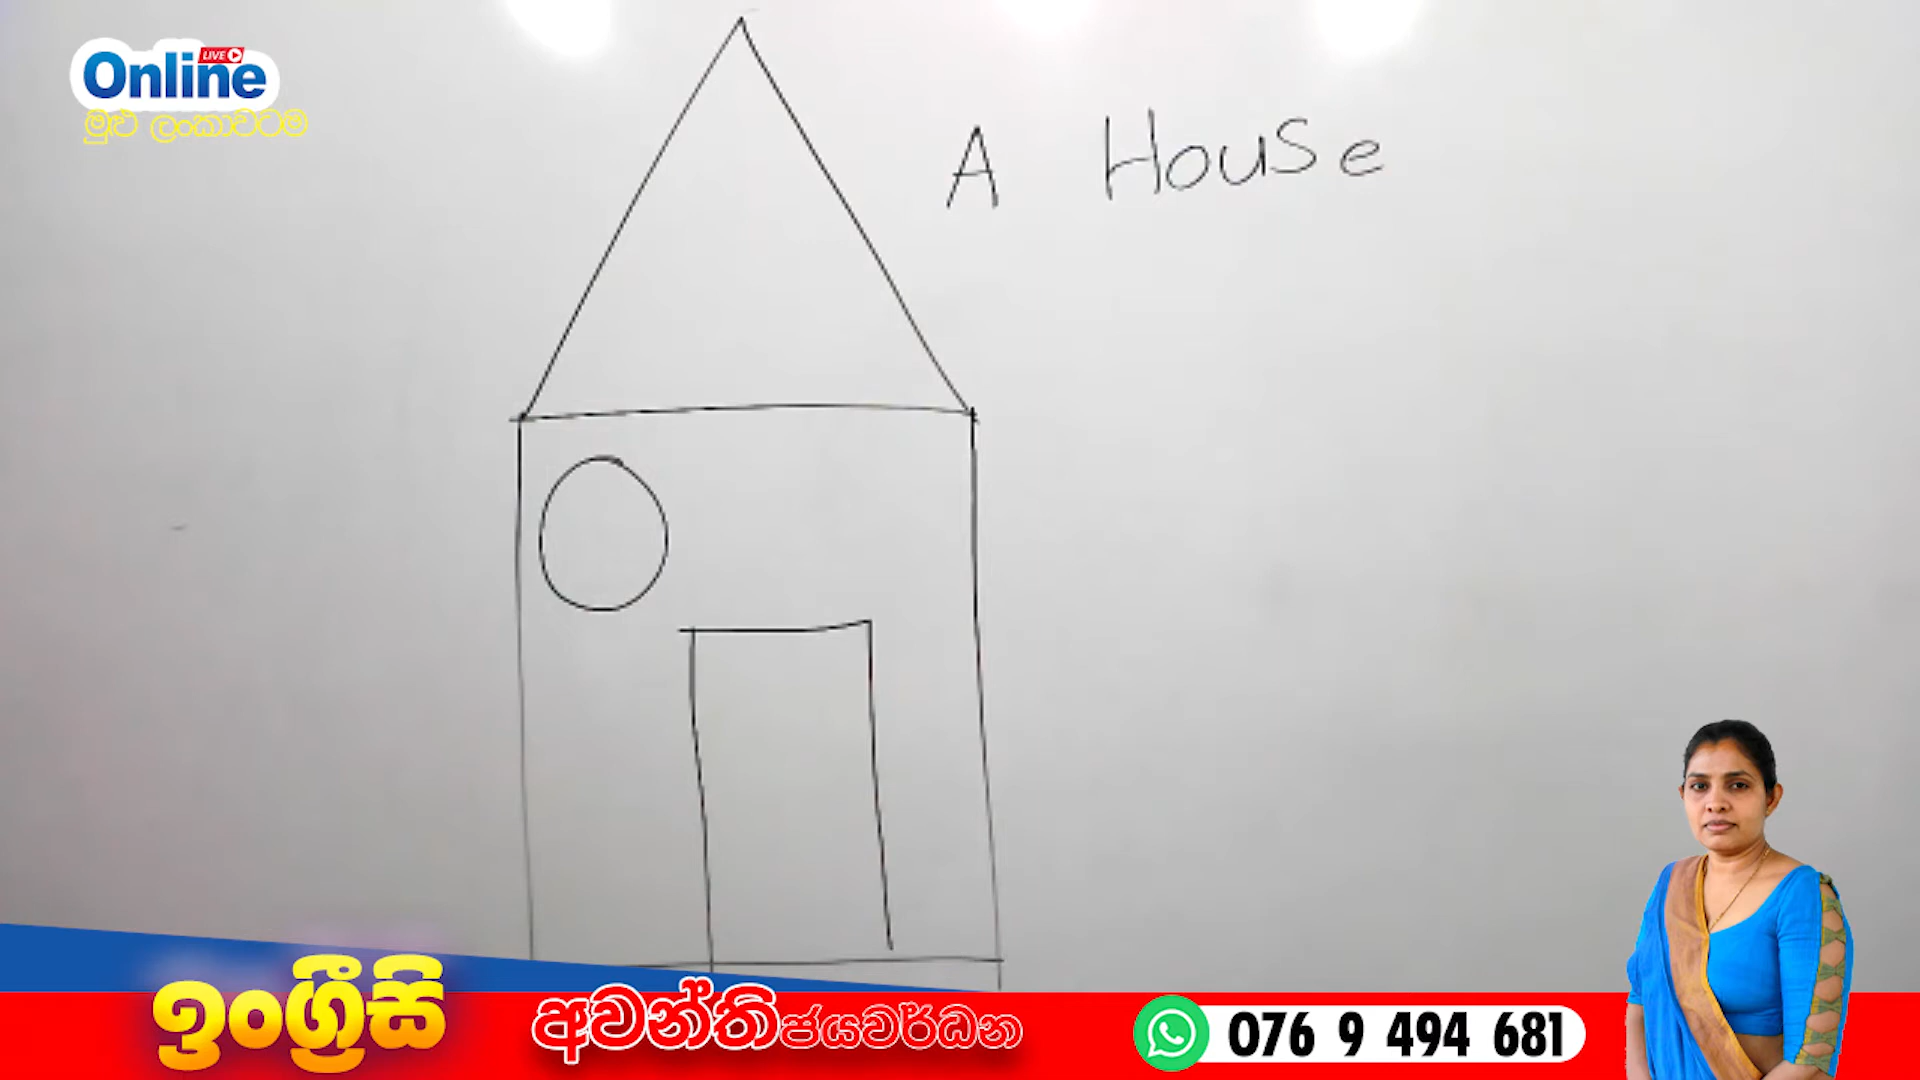 Online LIVE
මුළු ලංකාවටම
A House
ඉංග්‍රීසි
අවන්ති ජයවර්ධන
076 9 494 681